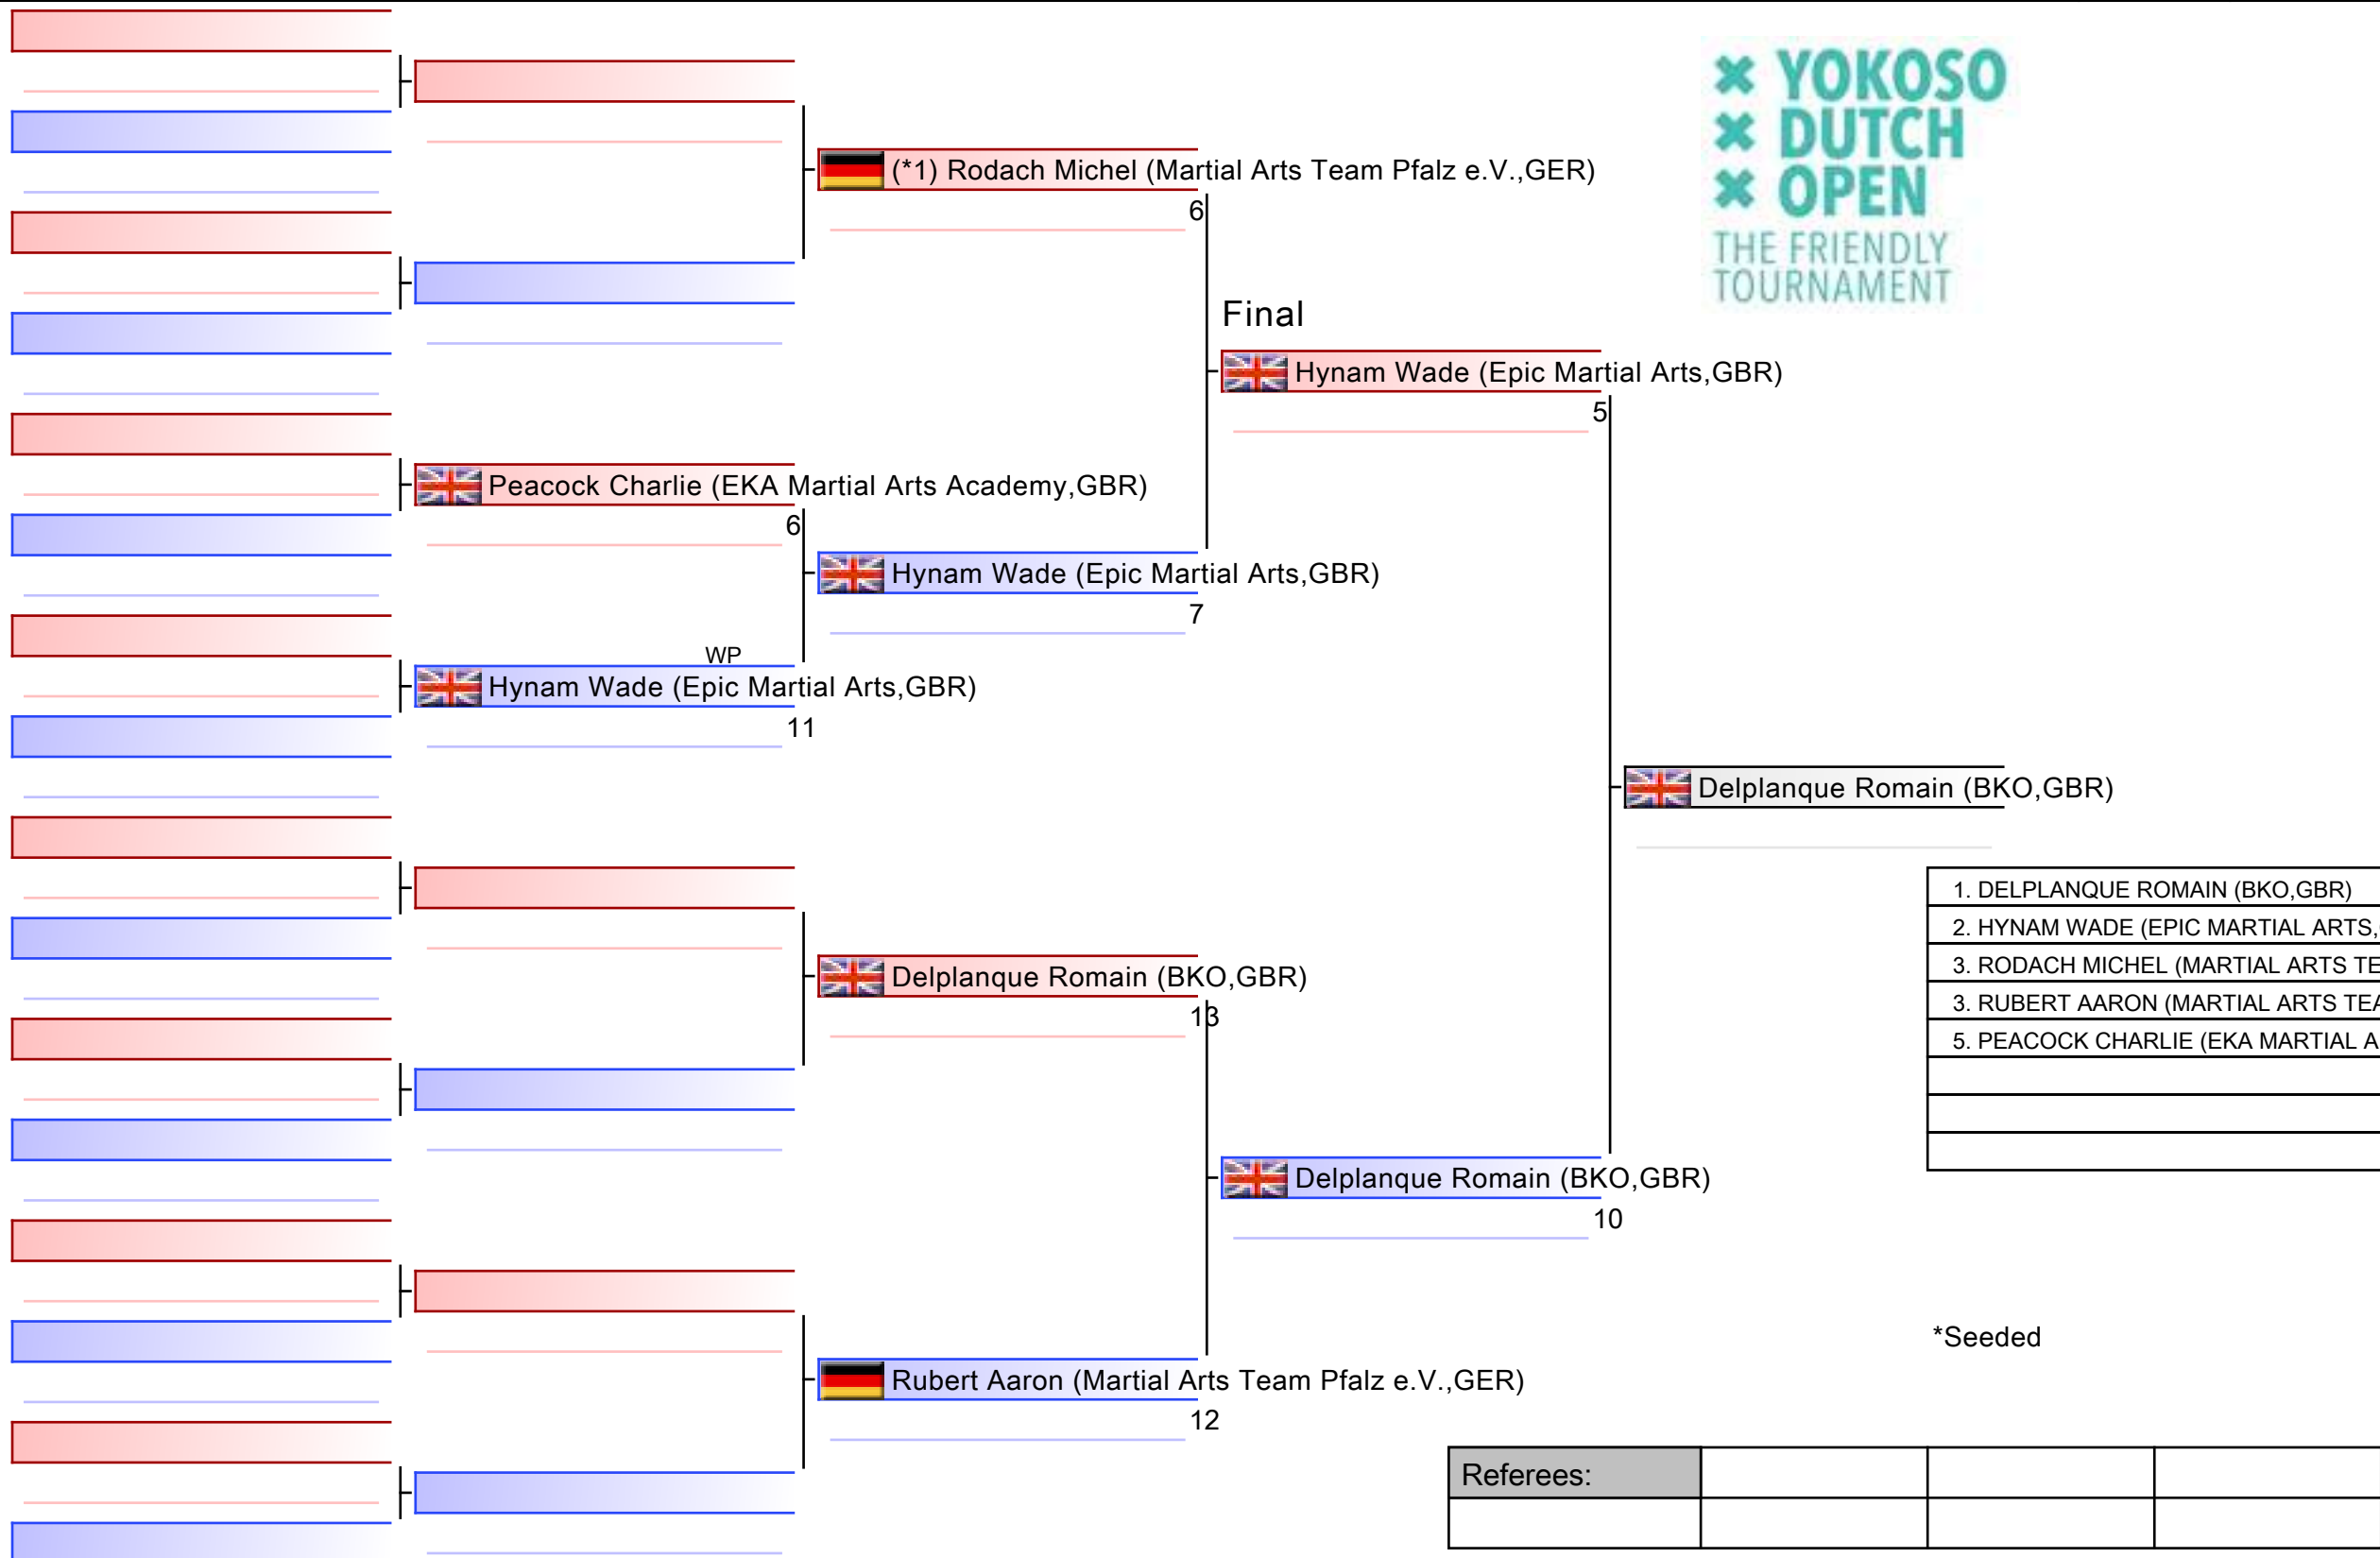 YOKOSO
DUTCH
OPEN
THE FRIENDLY
TOURNAMENT
(*1) Rodach Michel (Martial Arts Team Pfalz e.V.,GER)
6
Final
Hynam Wade (Epic Martial Arts,GBR)
5
Peacock Charlie (EKA Martial Arts Academy,GBR)
6
Hynam Wade (Epic Martial Arts,GBR)
7
WP
Hynam Wade (Epic Martial Arts,GBR)
11
Delplanque Romain (BKO,GBR)
1. DELPLANQUE ROMAIN (BKO,GBR)
2. HYNAM WADE (EPIC MARTIAL ARTS,
3. RODACH MICHEL (MARTIAL ARTS TE
3. RUBERT AARON (MARTIAL ARTS TEA
5. PEACOCK CHARLIE (EKA MARTIAL A
Delplanque Romain (BKO,GBR)
13
Delplanque Romain (BKO,GBR)
10
*Seeded
Rubert Aaron (Martial Arts Team Pfalz e.V.,GER)
12
Referees: